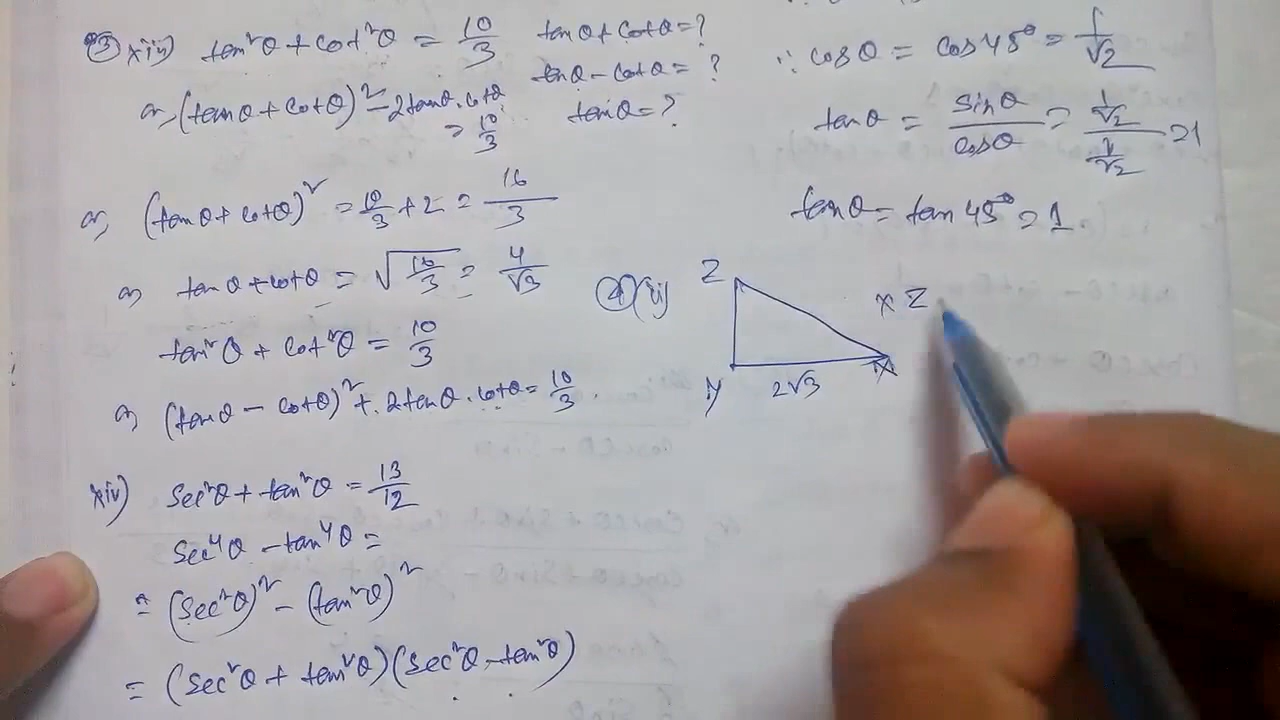 ③ xiii) tan²θ + cot²θ = 10/3 tanθ + cotθ = ?
tanθ - cotθ = ?
or, (tanθ + cotθ)² - 2tanθ.cotθ
= 10/3 tanθ = ?
or, (tanθ + cotθ)² = 10/3 + 2 = 16/3
or, tanθ + cotθ = √16/3 = 4/√3
tan²θ + cot²θ = 10/3
or, (tanθ - cotθ)² + 2tanθ.cotθ = 10/3.
xiv) sec²θ + tan²θ = 13/12
sec⁴θ - tan⁴θ =
= (sec²θ)² - (tan²θ)²
= (sec²θ + tan²θ)(sec²θ - tan²θ)
∴ cosθ = cos45° = 1/√2
tanθ = sinθ/cosθ = 1/√2 / 1/√2 = 1
tanθ = tan45° = 1.
Z
XZ
Y 2√3 X